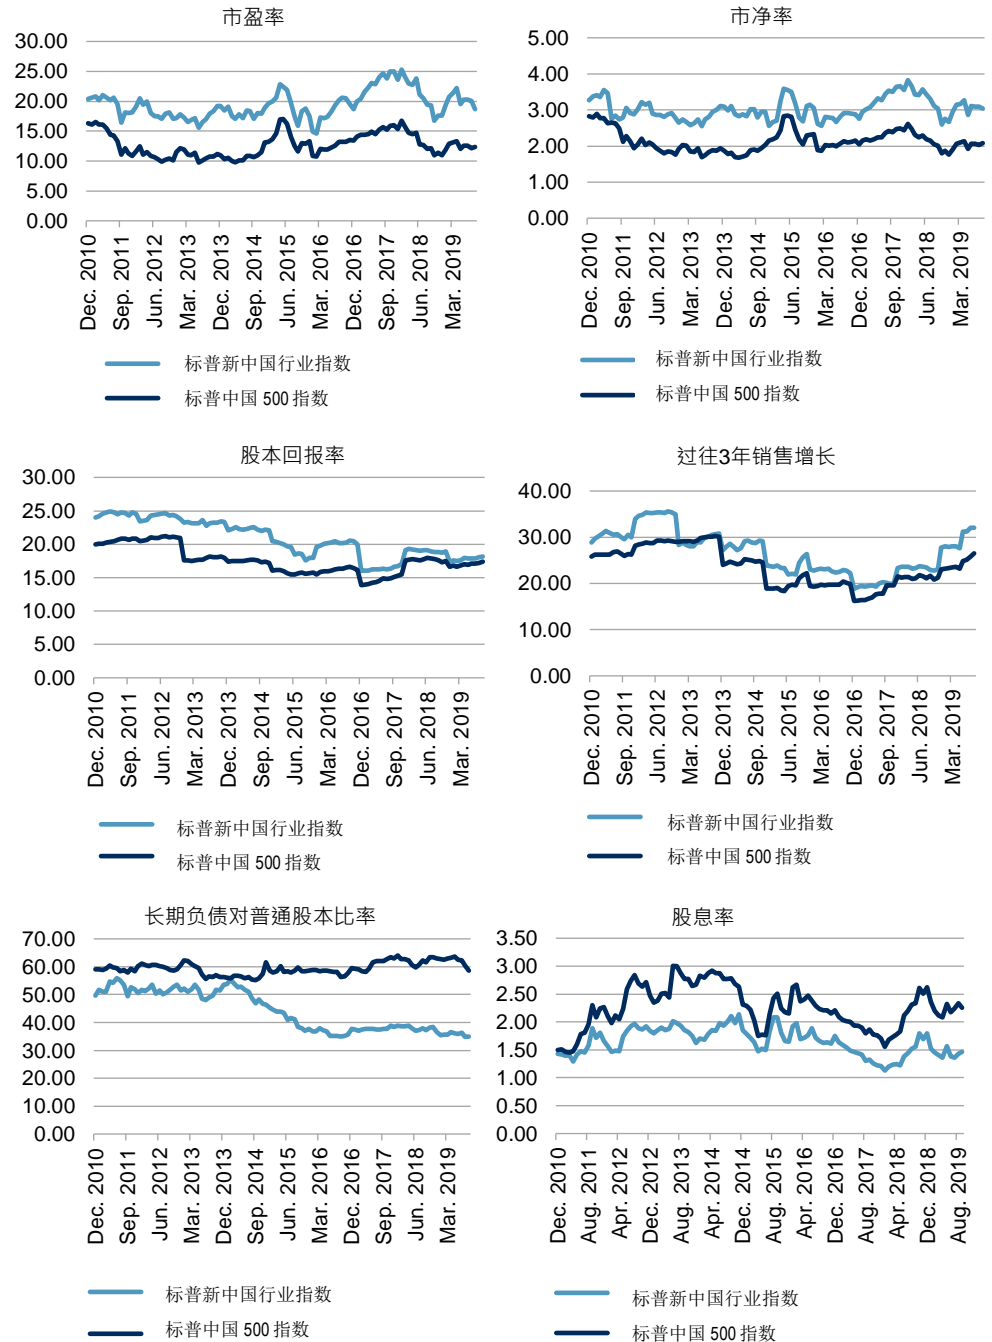 市盈率
30.00
25.00
20.00
15.00
10.00
5.00
0.00
Dec. 2010
Sep. 2011
Jun. 2012
Mar. 2013
Dec. 2013
Sep. 2014
Jun. 2015
Mar. 2016
Dec. 2016
Sep. 2017
Jun. 2018
Mar. 2019
标普新中国行业指数
标普中国 500 指数
市净率
5.00
4.00
3.00
2.00
1.00
0.00
Dec. 2010
Sep. 2011
Jun. 2012
Mar. 2013
Dec. 2013
Sep. 2014
Jun. 2015
Mar. 2016
Dec. 2016
Sep. 2017
Jun. 2018
Mar. 2019
标普新中国行业指数
标普中国 500 指数
股本回报率
30.00
25.00
20.00
15.00
10.00
5.00
0.00
Dec. 2010
Sep. 2011
Jun. 2012
Mar. 2013
Dec. 2013
Sep. 2014
Jun. 2015
Mar. 2016
Dec. 2016
Sep. 2017
Jun. 2018
Mar. 2019
标普新中国行业指数
标普中国 500 指数
过往3年销售增长
40.00
30.00
20.00
10.00
0.00
Dec. 2010
Sep. 2011
Jun. 2012
Mar. 2013
Dec. 2013
Sep. 2014
Jun. 2015
Mar. 2016
Dec. 2016
Sep. 2017
Jun. 2018
Mar. 2019
标普新中国行业指数
标普中国 500 指数
长期负债对普通股本比率
70.00
60.00
50.00
40.00
30.00
20.00
10.00
0.00
Dec. 2010
Sep. 2011
Jun. 2012
Mar. 2013
Dec. 2013
Sep. 2014
Jun. 2015
Mar. 2016
Dec. 2016
Sep. 2017
Jun. 2018
Mar. 2019
标普新中国行业指数
标普中国 500 指数
股息率
3.50
3.00
2.50
2.00
1.50
1.00
0.50
0.00
Dec. 2010
Aug. 2011
Apr. 2012
Dec. 2012
Aug. 2013
Apr. 2014
Dec. 2014
Aug. 2015
Apr. 2016
Dec. 2016
Aug. 2017
Apr. 2018
Dec. 2018
Aug. 2019
标普新中国行业指数
标普中国 500 指数